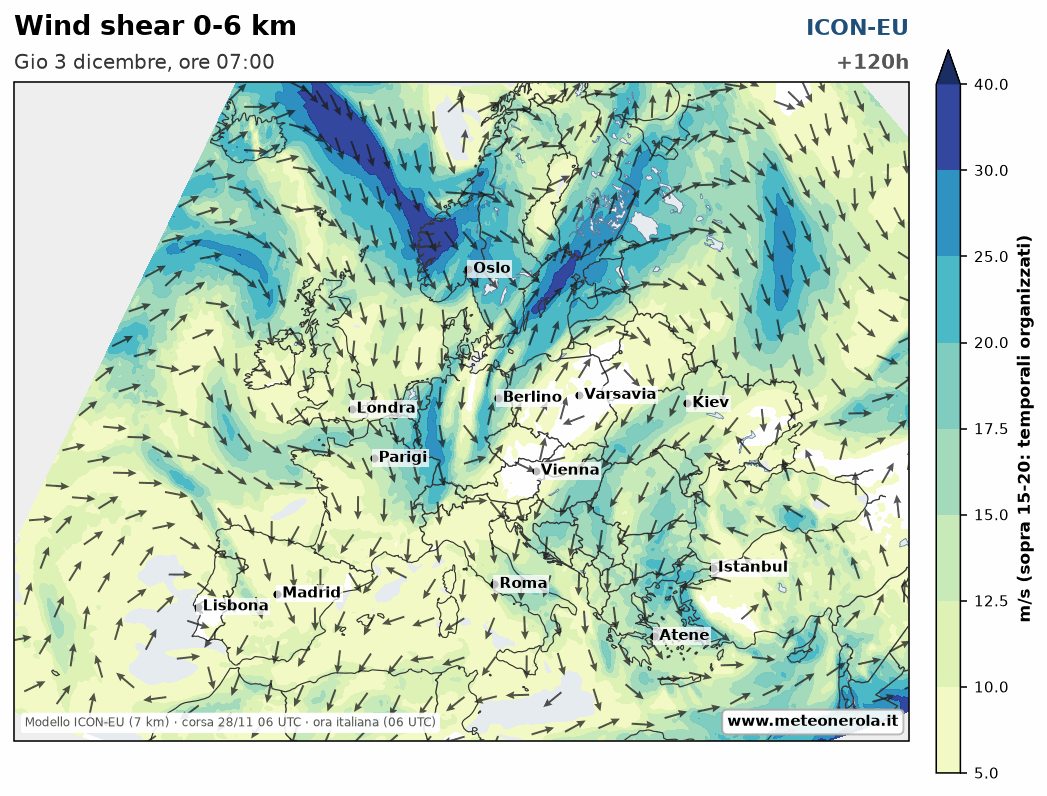 Wind shear 0-6 km
ICON-EU
Gio 3 dicembre, ore 07:00
+120h
40.0
30.0
25.0
20.0
17.5
15.0
12.5
10.0
5.0
m/s (sopra 15-20: temporali organizzati)
Oslo
Berlino
Varsavia
Londra
Kiev
Parigi
Vienna
Istanbul
Roma
Madrid
Lisbona
Atene
Modello ICON-EU (7 km) · corsa 28/11 06 UTC · ora italiana (06 UTC)
www.meteonerola.it